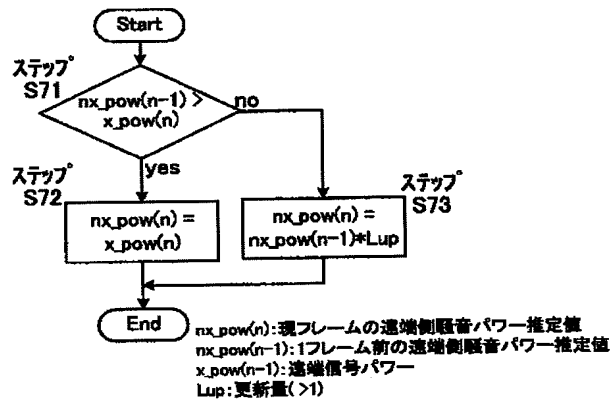 Start
ステップ
S71
nx_pow(n-1) >
x_pow(n)
no
yes
ステップ
S72
nx_pow(n) =
x_pow(n)
ステップ
S73
nx_pow(n) =
nx_pow(n-1)*Lup
End
nx_pow(n):現フレームの遠端側騒音パワー推定値
nx_pow(n-1):1フレーム前の遠端側騒音パワー推定値
x_pow(n-1):遠端信号パワー
Lup:更新量(>1)